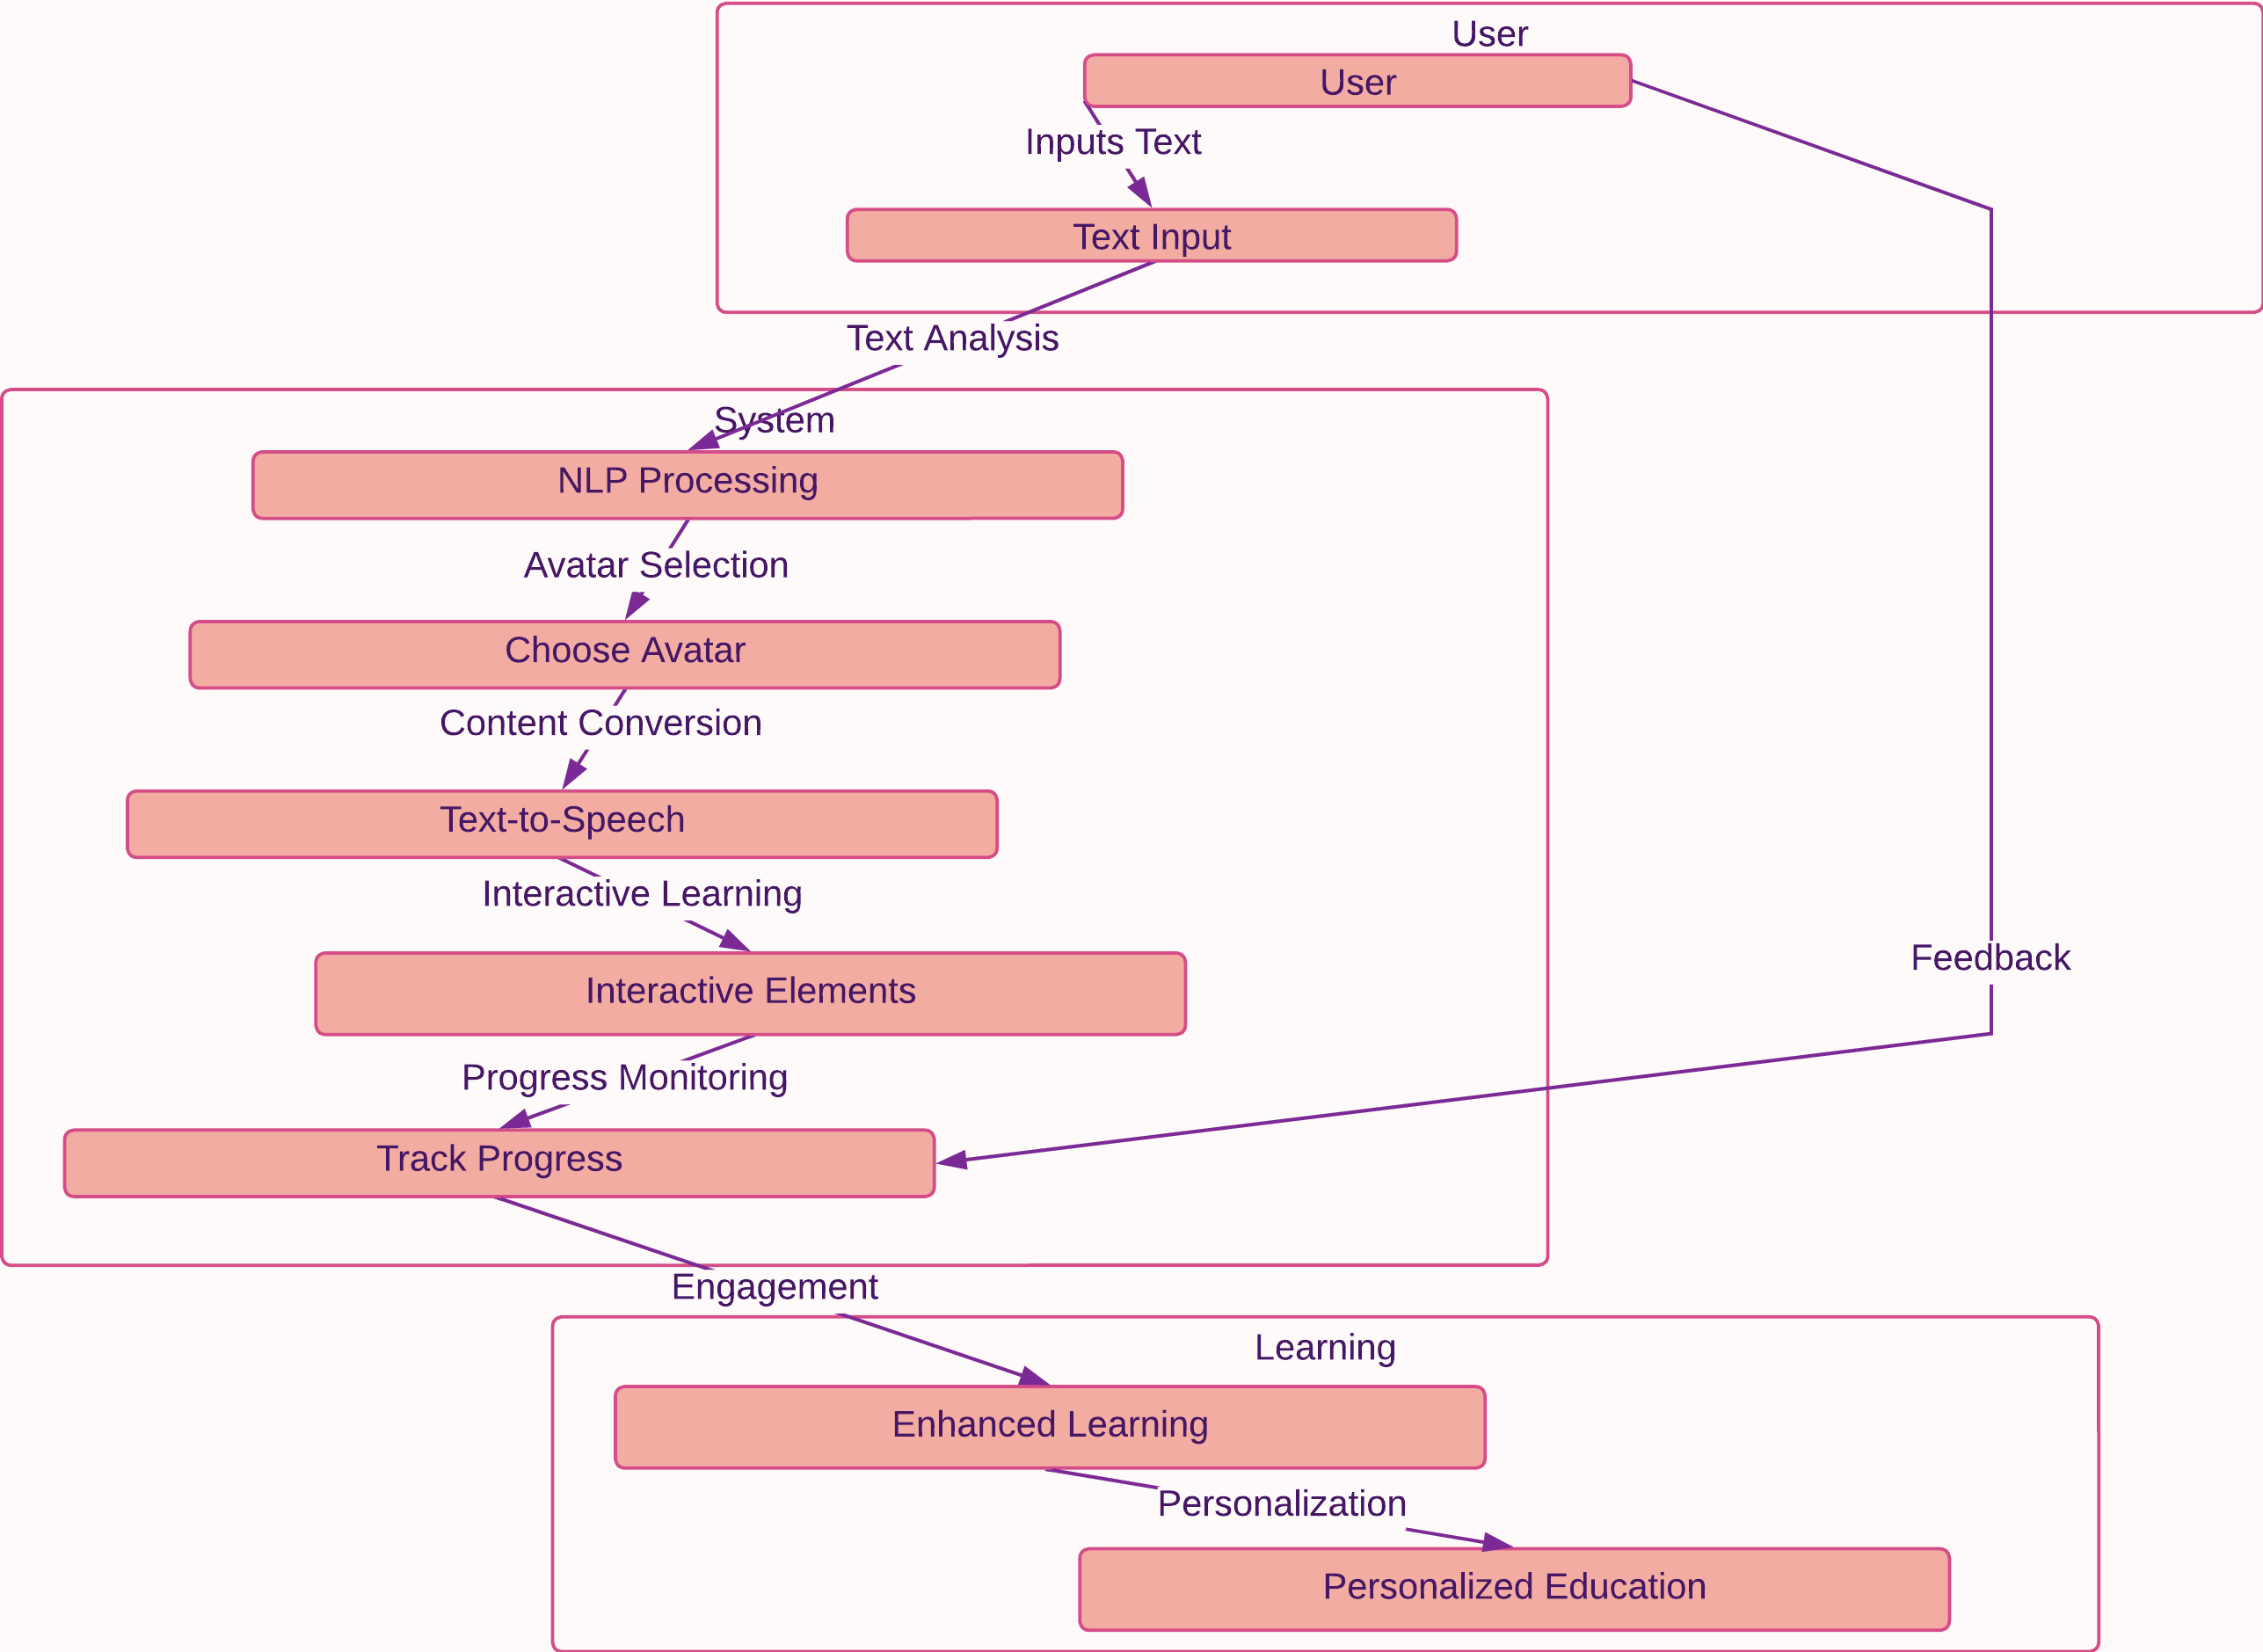 User
User
Inputs Text
Text Input
Text Analysis
System
NLP Processing
Avatar Selection
Choose Avatar
Content Conversion
Text-to-Speech
Interactive Learning
Feedback
Interactive Elements
Progress Monitoring
Track Progress
Engagement
Learning
Enhanced Learning
Personalization
Personalized Education